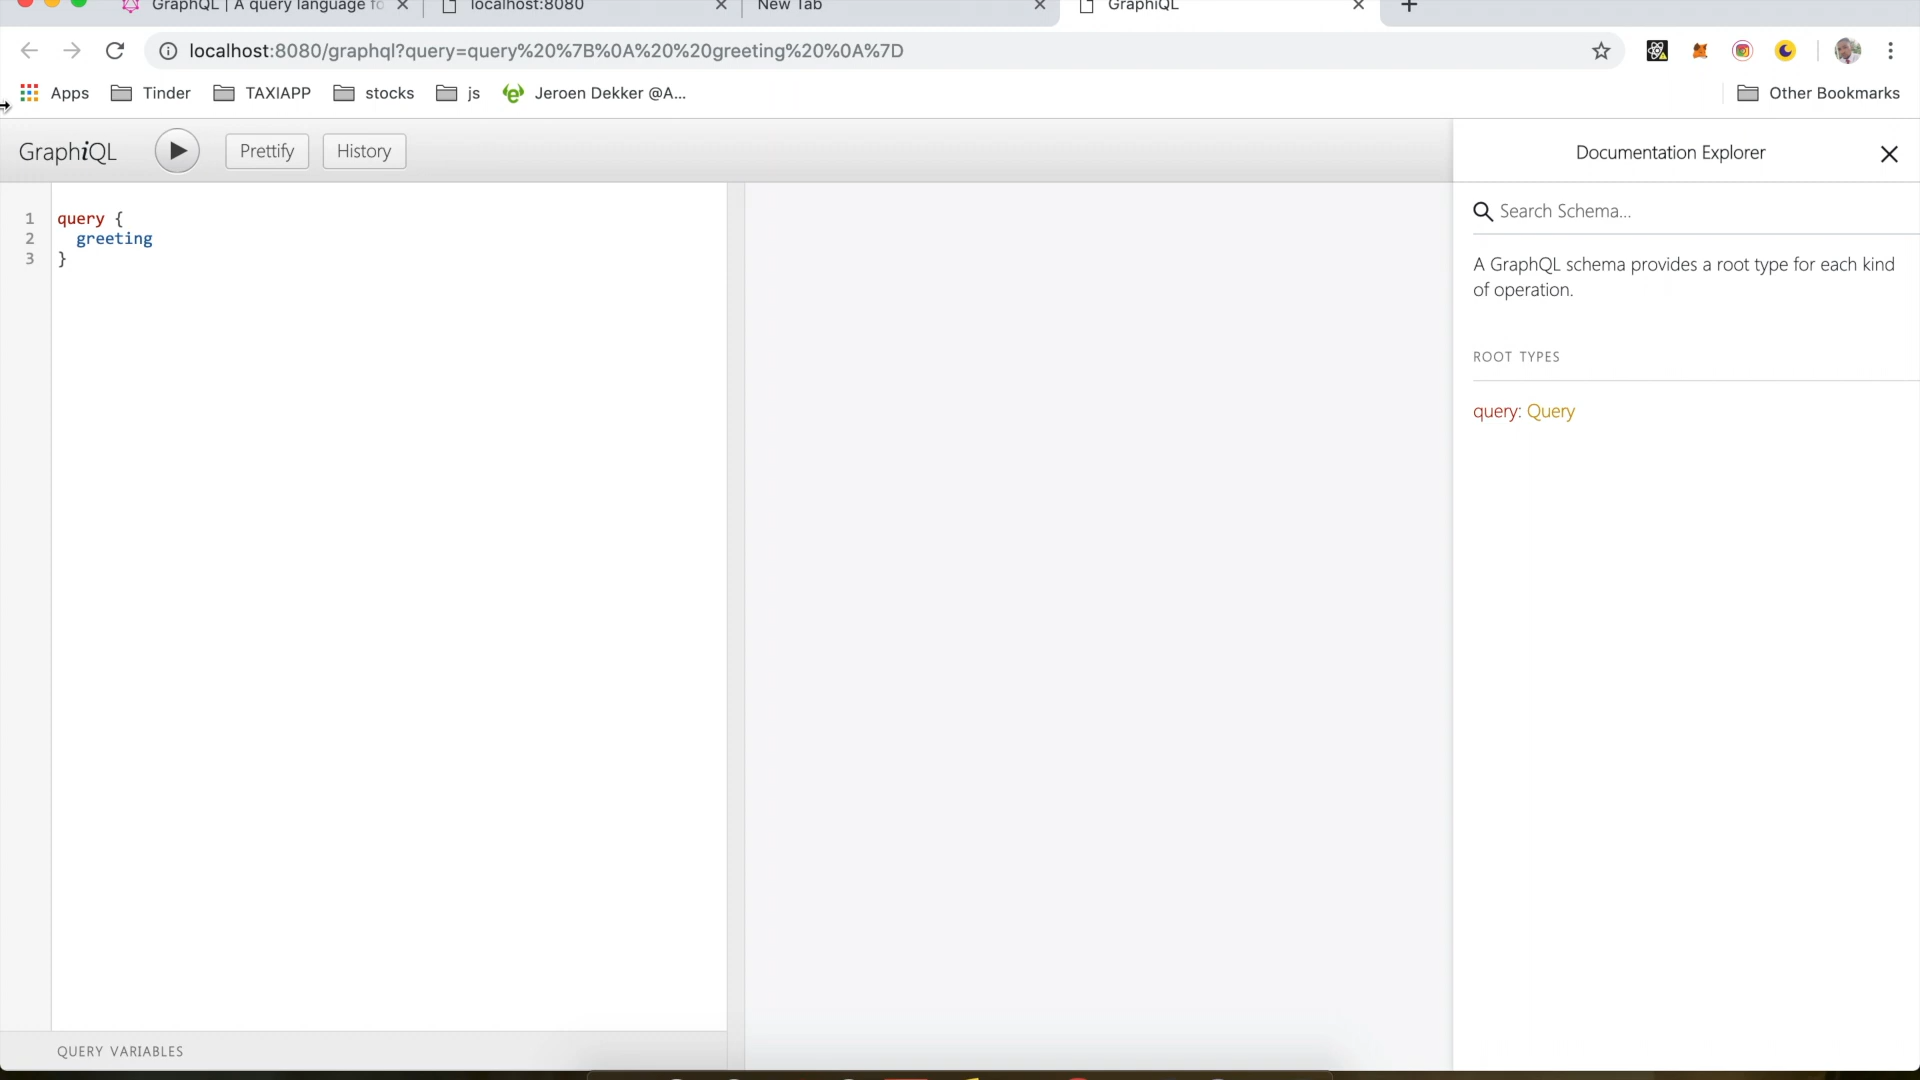 GraphQL | A query language fo
localhost:8080
New Tab
GraphiQL
localhost:8080/graphql?query=query%20%7B%0A%20%20greeting%20%0A%7D
Apps
Tinder
TAXIAPP
stocks
js
Jeroen Dekker @A...
Other Bookmarks
GraphiQL
Prettify
History
Documentation Explorer
1 query {
2 greeting
3 }
Search Schema...
A GraphQL schema provides a root type for each kind
of operation.
ROOT TYPES
query: Query
QUERY VARIABLES